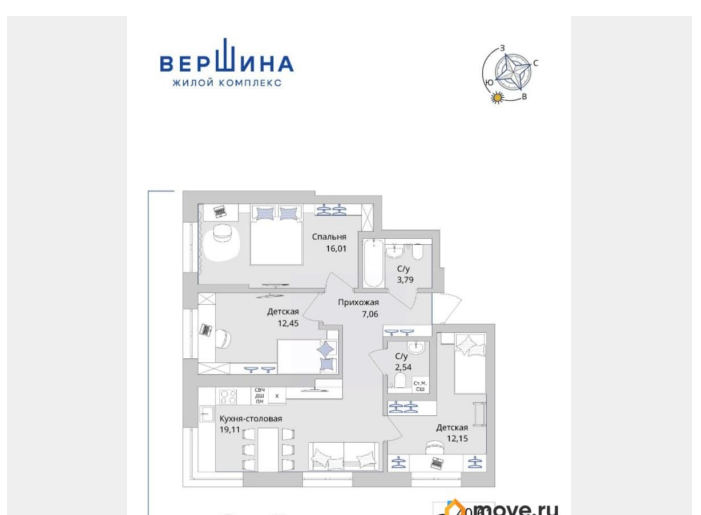 ВЕРШИНА
ЖИЛОЙ КОМПЛЕКС
З
С
Ю
В
Спальня
16,01
С/у
3,79
Прихожая
7,06
Детская
12,45
С/у
2,54
Ст.М.
СШ
СВЧ
ДШ
ПМ
Х
Кухня-столовая
19,11
Детская
12,15
move.ru